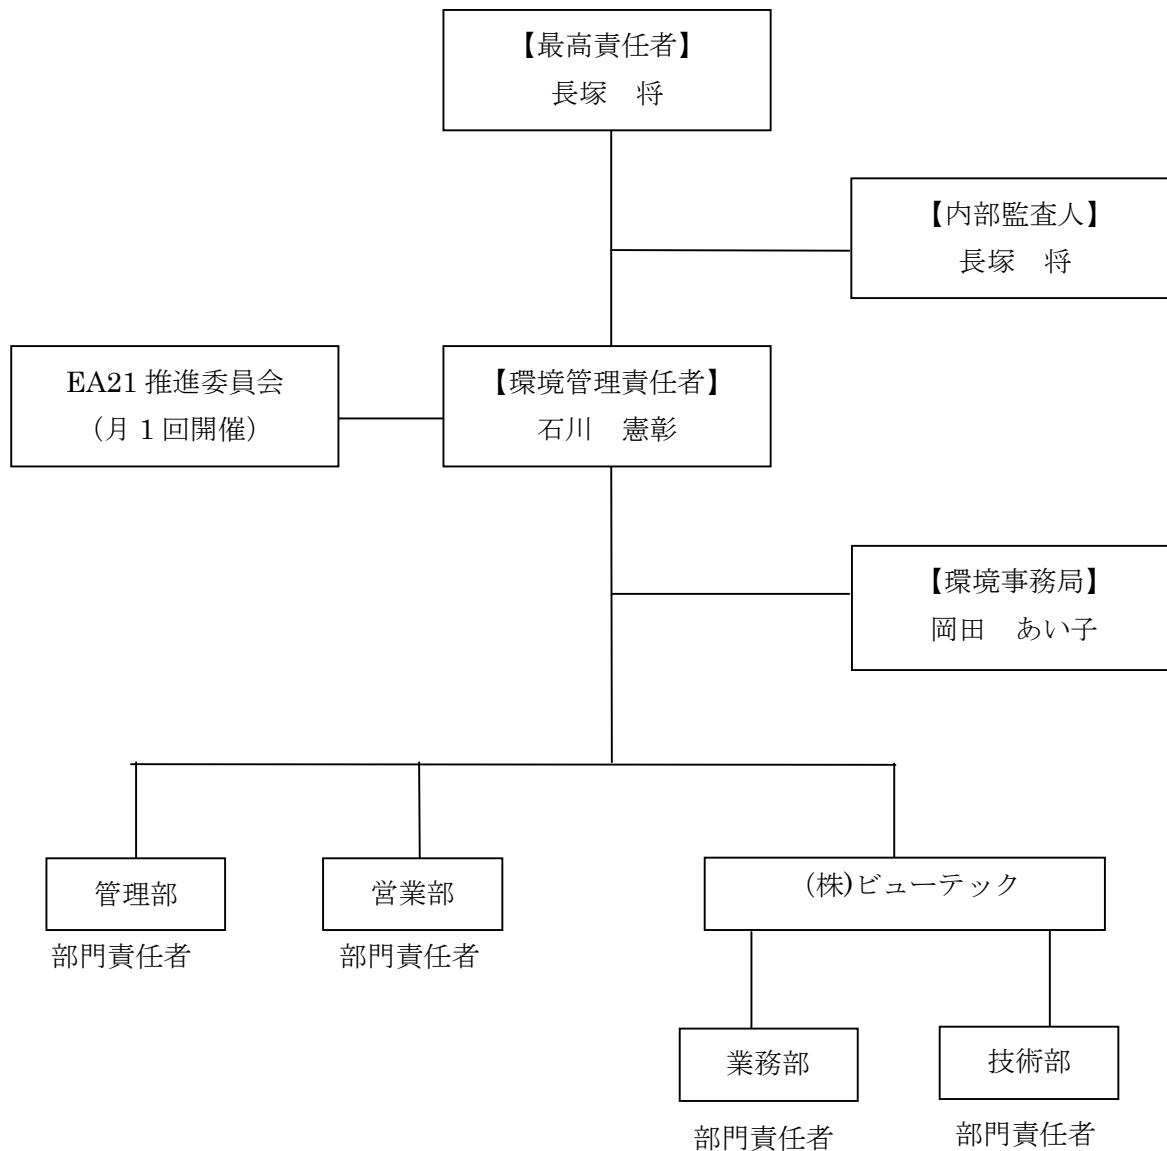 【最高責任者】
長塚　将
【内部監査人】
長塚　将
EA21 推進委員会
（月 1 回開催）
【環境管理責任者】
石川　憲彰
【環境事務局】
岡田　あい子
管理部
部門責任者
営業部
部門責任者
(株)ビューテック
業務部
部門責任者
技術部
部門責任者